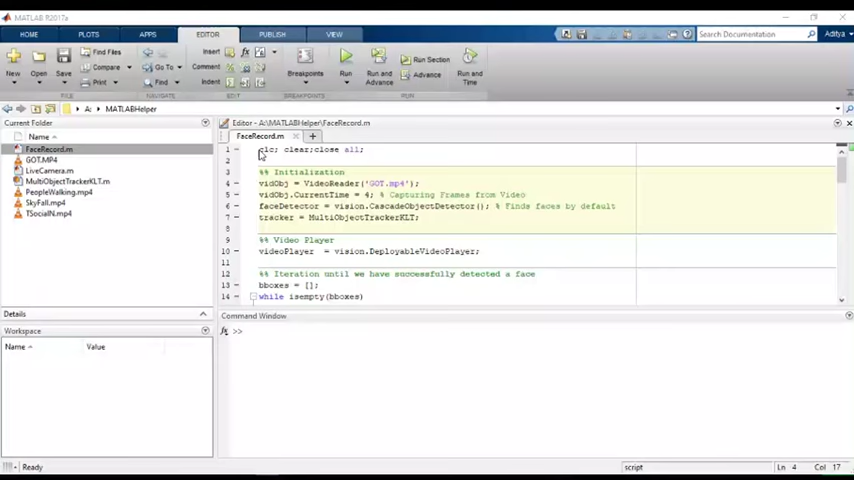 MATLAB R2017a
HOME PLOTS APPS EDITOR PUBLISH VIEW Search Documentation Aditya
New Open Save Find Files Compare Print Go To Find Insert Comment Indent Breakpoints Run Run and Advance Run Section Advance Run and Time
FILE NAVIGATE EDIT BREAKPOINTS RUN
A: MATLABHelper
Current Folder
Name
FaceRecord.m
GOT.MP4
LiveCamera.m
MultiObjectTrackerKLT.m
PeopleWalking.mp4
SkyFall.mp4
TSocialN.mp4
Details
Workspace
Name Value
Editor - A:\MATLABHelper\FaceRecord.m
FaceRecord.m
1 clc; clear;close all;
2
3 %% Initialization
4 vidObj = VideoReader('GOT.mp4');
5 vidObj.CurrentTime = 4; % Capturing Frames from Video
6 faceDetector = vision.CascadeObjectDetector(); % Finds faces by default
7 tracker = MultiObjectTrackerKLT;
8
9 %% Video Player
10 videoPlayer = vision.DeployableVideoPlayer;
11
12 %% Iteration until we have successfully detected a face
13 bboxes = [];
14 while isempty(bboxes)
Command Window
fx >>
Ready script Ln 4 Col 17